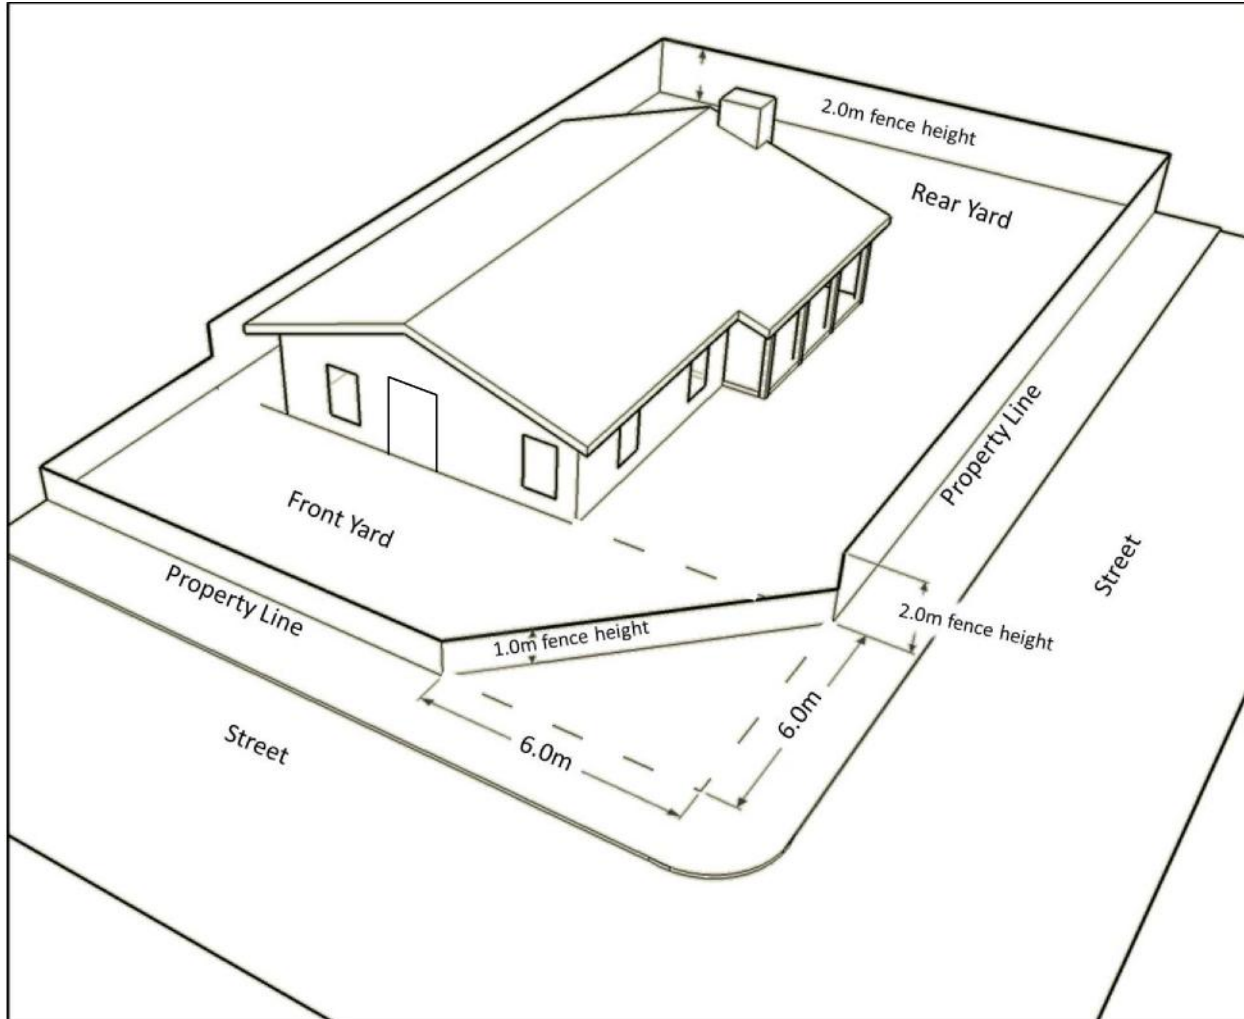 2.0m fence height
Rear Yard
Property Line
Street
Front Yard
Property Line
1.0m fence height
2.0m fence height
6.0m
6.0m
Street